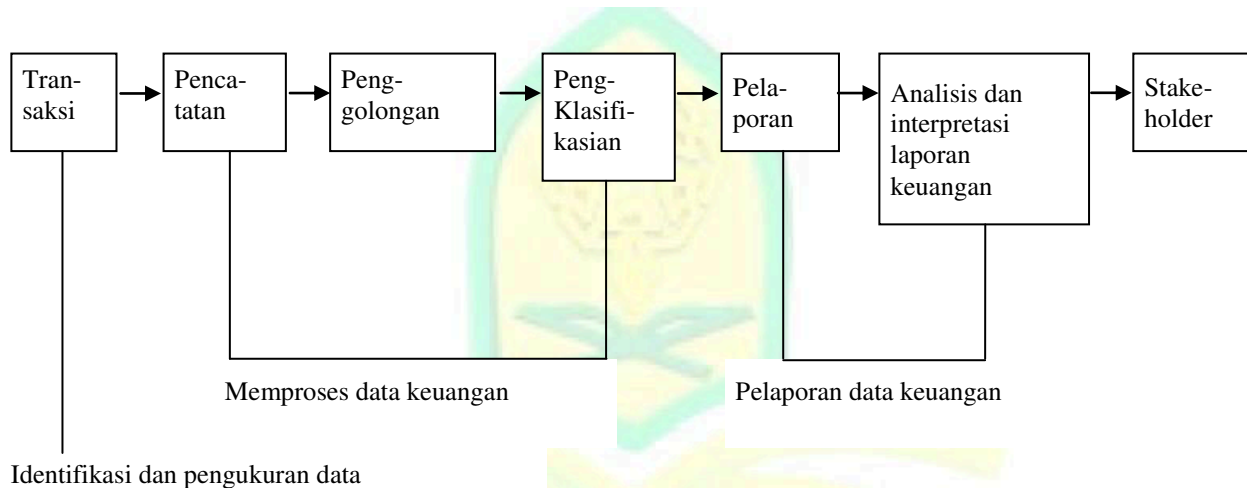 Tran-
saksi
Penca-
tatan
Peng-
golongan
Peng-
Klasifi-
kasian
Pela-
poran
Analisis dan
interpretasi
laporan
keuangan
Stake-
holder
Memproses data keuangan
Pelaporan data keuangan
Identifikasi dan pengukuran data